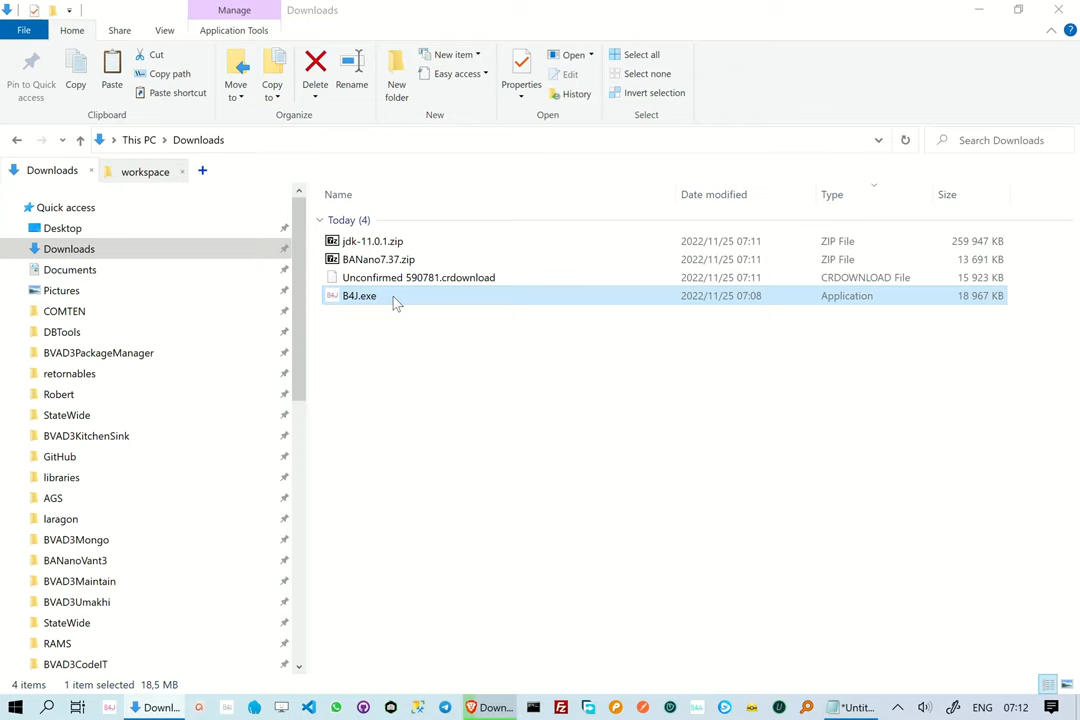 Manage
Downloads
File
Home
Share
View
Application Tools
Pin to Quick access
Copy
Paste
Cut
Copy path
Paste shortcut
Clipboard
Move to
Copy to
Delete
Rename
Organize
New folder
New item
Easy access
New
Properties
Open
Edit
History
Open
Select all
Select none
Invert selection
Select
This PC
Downloads
Search Downloads
Downloads
workspace
Name
Date modified
Type
Size
Today (4)
jdk-11.0.1.zip 2022/11/25 07:11 ZIP File 259 947 KB
BANano7.37.zip 2022/11/25 07:11 ZIP File 13 691 KB
Unconfirmed 590781.crdownload 2022/11/25 07:11 CRDOWNLOAD File 15 923 KB
B4J B4J.exe 2022/11/25 07:08 Application 18 967 KB
Quick access
Desktop
Downloads
Documents
Pictures
COMTEN
DBTools
BVAD3PackageManager
retornables
Robert
StateWide
BVAD3KitchenSink
GitHub
libraries
AGS
laragon
BVAD3Mongo
BANanoVant3
BVAD3Maintain
BVAD3Umakhi
StateWide
RAMS
BVAD3CodeIT
4 items 1 item selected 18,5 MB
B4J
Downl...
Down...
*Untit...
ENG
07:12